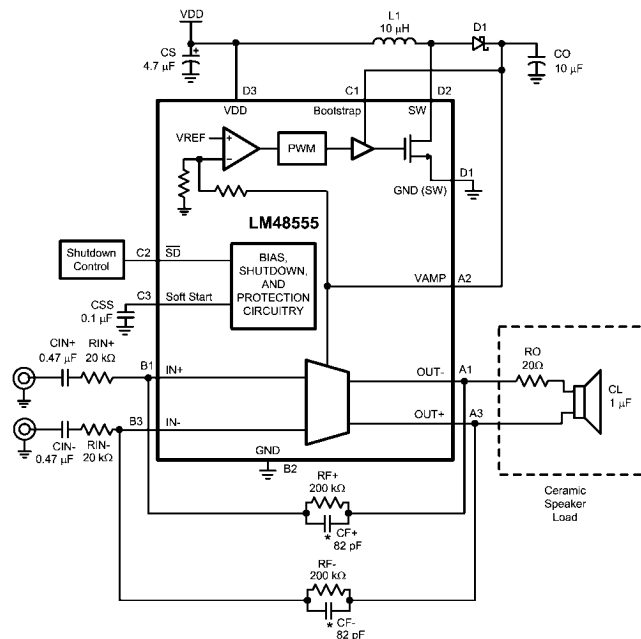 VDD
L1
10 µH
D1
CS
4.7 µF
+
CO
10 µF
D3
C1
D2
VDD
Bootstrap
SW
VREF
+
−
PWM
D1
GND (SW)
LM48555
Shutdown
Control
C2
SD
BIAS,
SHUTDOWN,
AND
PROTECTION
CIRCUITRY
VAMP
A2
CSS
0.1 µF
C3
Soft Start
CIN+
0.47 µF
RIN+
20 kΩ
B1
IN+
OUT-
A1
RO
20Ω
CL
1 µF
B3
IN-
OUT+
A3
CIN-
0.47 µF
RIN-
20 kΩ
GND
B2
RF+
200 kΩ
Ceramic
Speaker
Load
* CF+
82 pF
RF-
200 kΩ
* CF-
82 pF